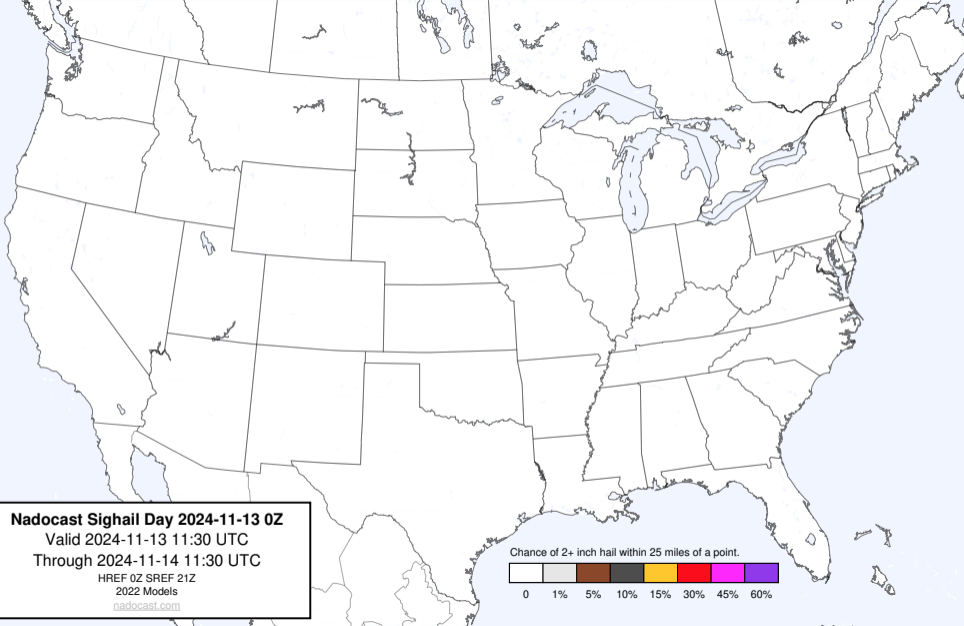 Nadocast Sighail Day 2024-11-13 0Z
Valid 2024-11-13 11:30 UTC
Through 2024-11-14 11:30 UTC
HREF 0Z SREF 21Z
2022 Models
nadocast.com
Chance of 2+ inch hail within 25 miles of a point.
0 1% 5% 10% 15% 30% 45% 60%